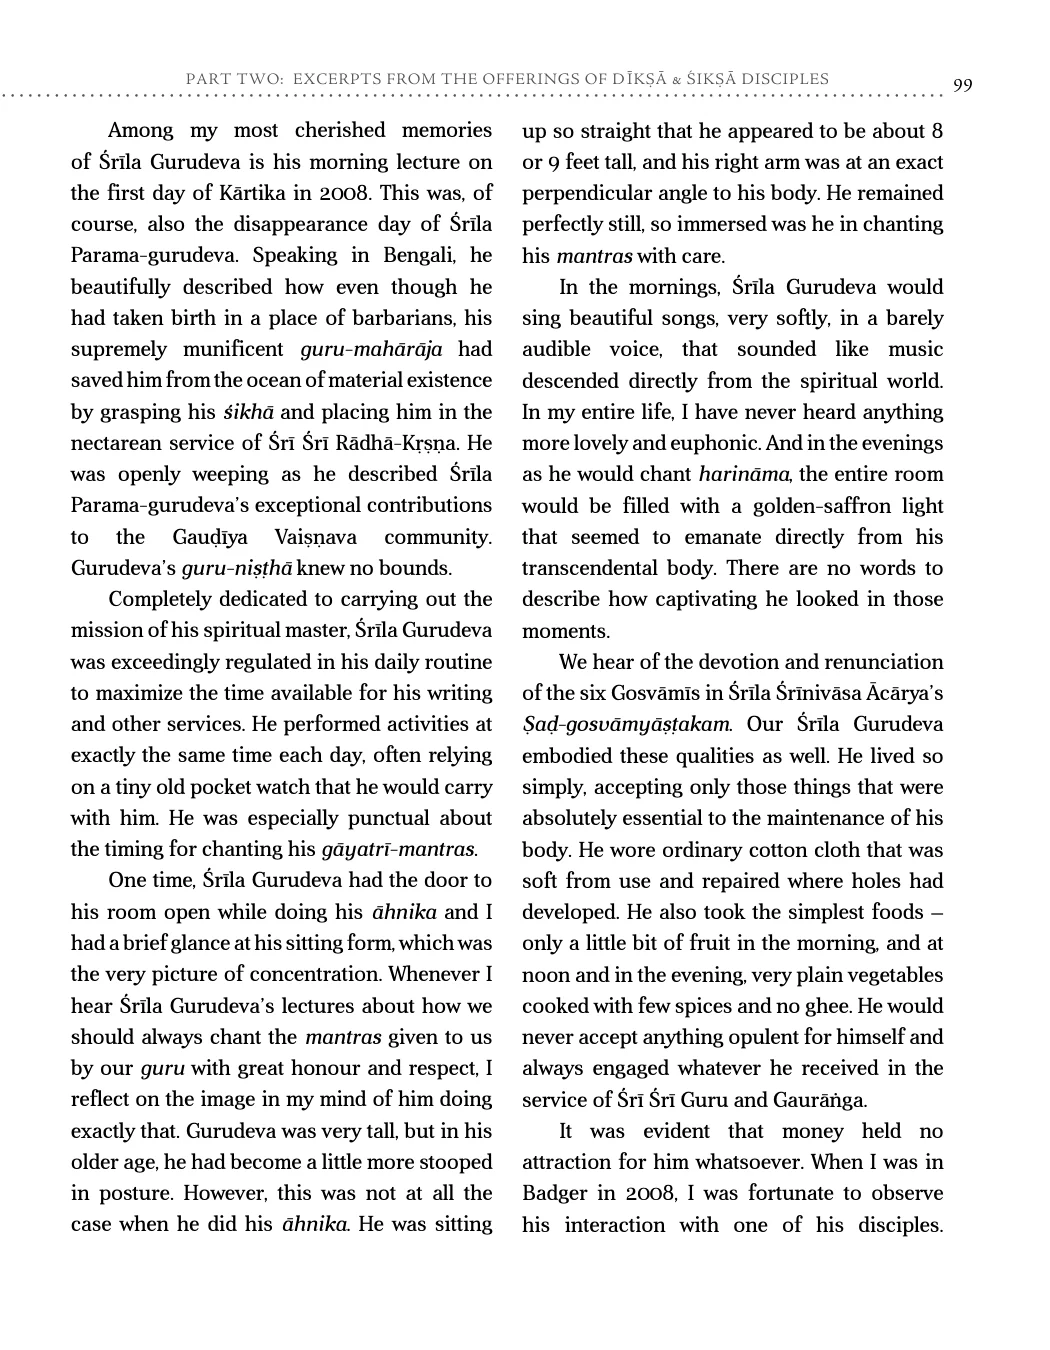 PART TWO: EXCERPTS FROM THE OFFERINGS OF DĪKṢĀ & ŚIKṢĀ DISCIPLES
99
Among my most cherished memories
of Śrīla Gurudeva is his morning lecture on
the first day of Kārtika in 2008. This was, of
course, also the disappearance day of Śrīla
Parama-gurudeva. Speaking in Bengali, he
beautifully described how even though he
had taken birth in a place of barbarians, his
supremely munificent guru-mahārāja had
saved him from the ocean of material existence
by grasping his śikhā and placing him in the
nectarean service of Śrī Śrī Rādhā-Kṛṣṇa. He
was openly weeping as he described Śrīla
Parama-gurudeva's exceptional contributions
to the Gauḍīya Vaiṣṇava community.
Gurudeva's guru-niṣṭhā knew no bounds.
Completely dedicated to carrying out the
mission of his spiritual master, Śrīla Gurudeva
was exceedingly regulated in his daily routine
to maximize the time available for his writing
and other services. He performed activities at
exactly the same time each day, often relying
on a tiny old pocket watch that he would carry
with him. He was especially punctual about
the timing for chanting his gāyatrī-mantras.
One time, Śrīla Gurudeva had the door to
his room open while doing his āhnika and I
had a brief glance at his sitting form, which was
the very picture of concentration. Whenever I
hear Śrīla Gurudeva's lectures about how we
should always chant the mantras given to us
by our guru with great honour and respect, I
reflect on the image in my mind of him doing
exactly that. Gurudeva was very tall, but in his
older age, he had become a little more stooped
in posture. However, this was not at all the
case when he did his āhnika. He was sitting
up so straight that he appeared to be about 8
or 9 feet tall, and his right arm was at an exact
perpendicular angle to his body. He remained
perfectly still, so immersed was he in chanting
his mantras with care.
In the mornings, Śrīla Gurudeva would
sing beautiful songs, very softly, in a barely
audible voice, that sounded like music
descended directly from the spiritual world.
In my entire life, I have never heard anything
more lovely and euphonic. And in the evenings
as he would chant harināma, the entire room
would be filled with a golden-saffron light
that seemed to emanate directly from his
transcendental body. There are no words to
describe how captivating he looked in those
moments.
We hear of the devotion and renunciation
of the six Gosvāmīs in Śrīla Śrīnivāsa Ācārya's
Ṣaḍ-gosvāmyāṣṭakam. Our Śrīla Gurudeva
embodied these qualities as well. He lived so
simply, accepting only those things that were
absolutely essential to the maintenance of his
body. He wore ordinary cotton cloth that was
soft from use and repaired where holes had
developed. He also took the simplest foods –
only a little bit of fruit in the morning, and at
noon and in the evening, very plain vegetables
cooked with few spices and no ghee. He would
never accept anything opulent for himself and
always engaged whatever he received in the
service of Śrī Śrī Guru and Gaurāṅga.
It was evident that money held no
attraction for him whatsoever. When I was in
Badger in 2008, I was fortunate to observe
his interaction with one of his disciples.